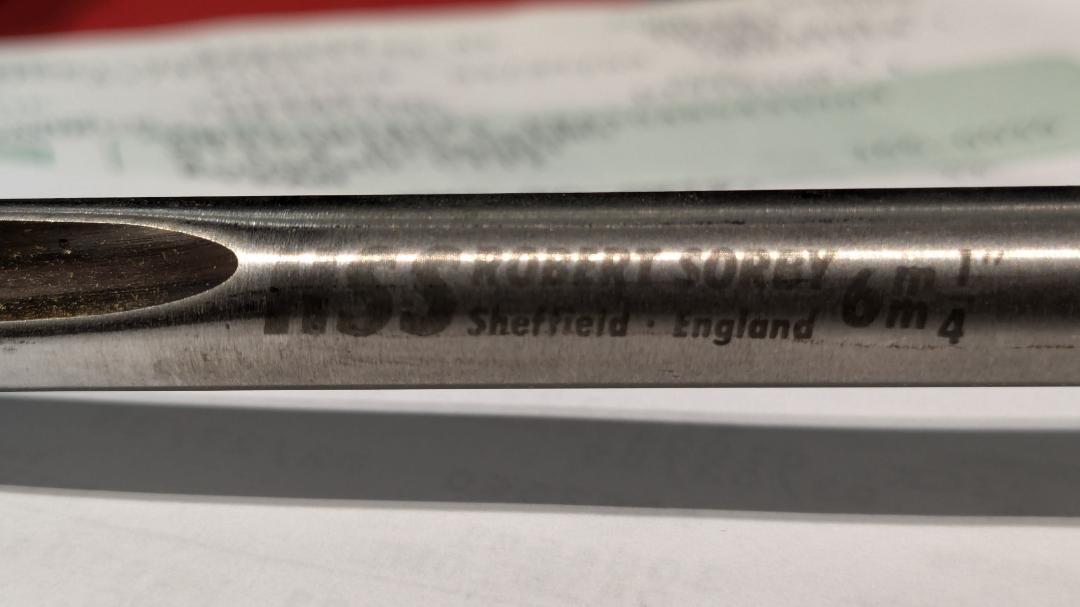 HSS ROBERT SORBY 6mm 1/4"
Sheffield · England